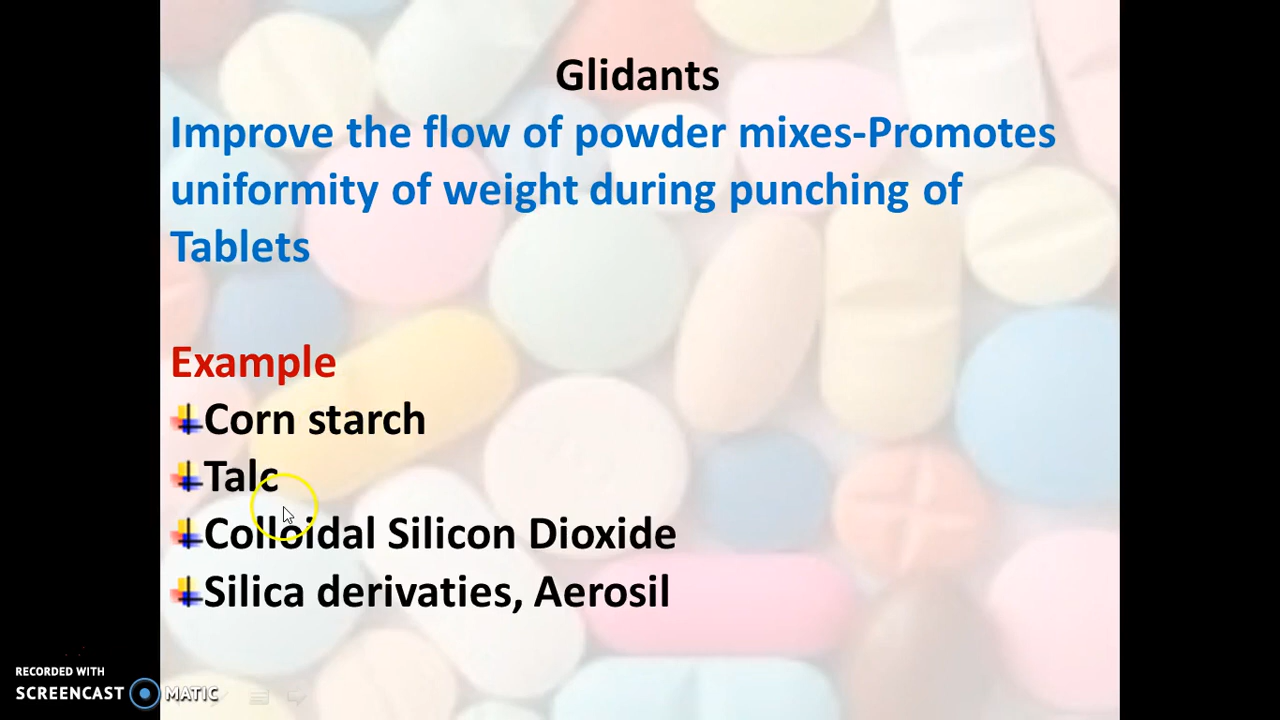 Glidants
Improve the flow of powder mixes-Promotes
uniformity of weight during punching of
Tablets
Example
Corn starch
Talc
Colloidal Silicon Dioxide
Silica derivaties, Aerosil
RECORDED WITH
SCREENCAST MATIC